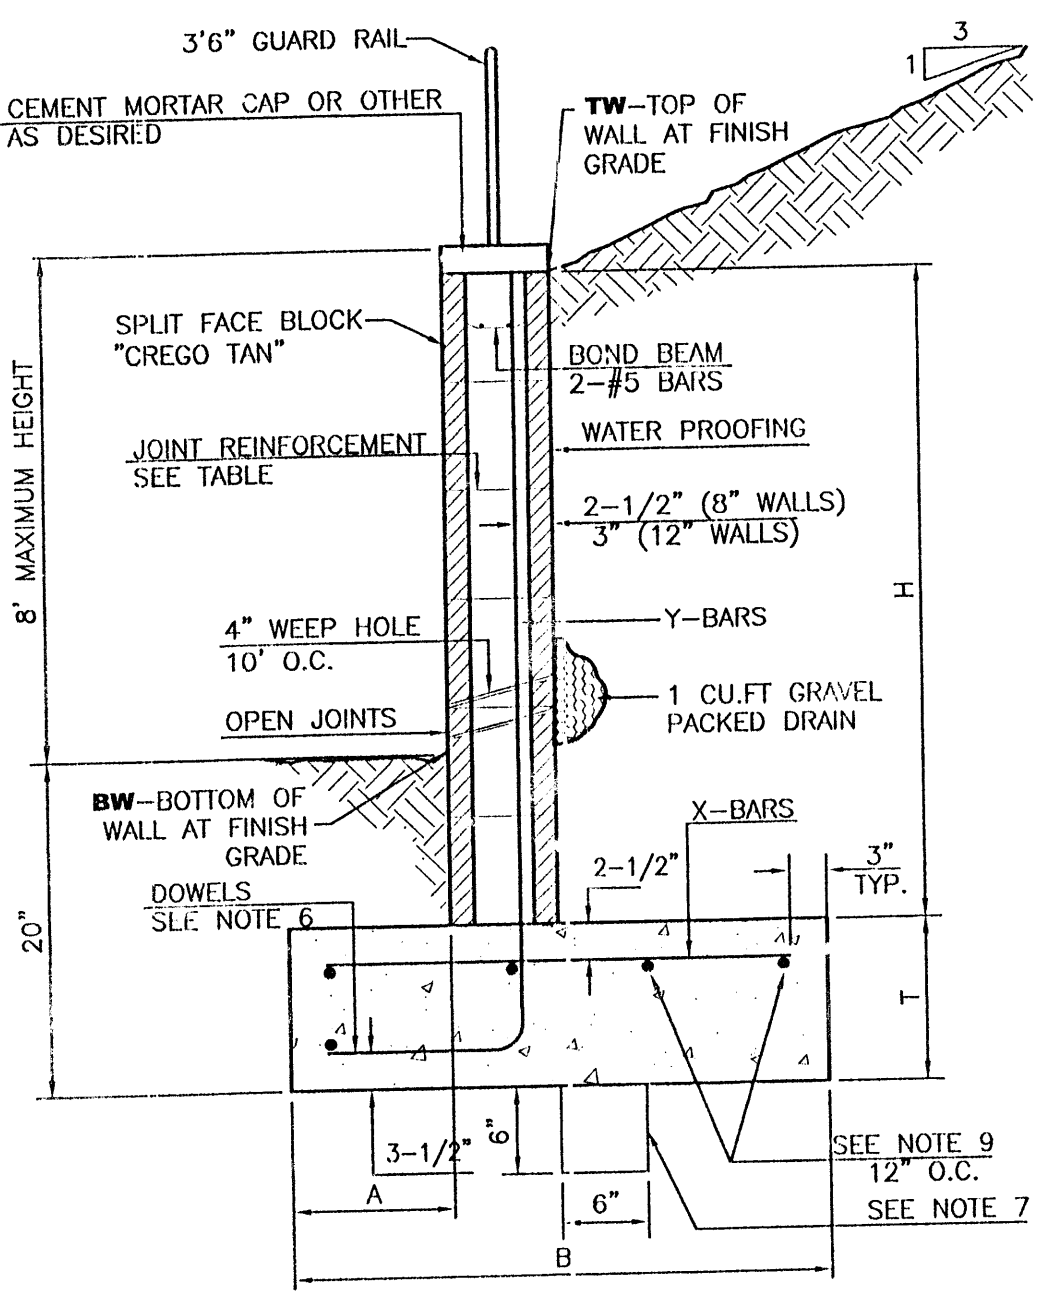 3'6" GUARD RAIL
3
1
CEMENT MORTAR CAP OR OTHER
AS DESIRED
TW-TOP OF
WALL AT FINISH
GRADE
SPLIT FACE BLOCK
"CREGO TAN"
BOND BEAM
2-#5 BARS
8' MAXIMUM HEIGHT
WATER PROOFING
JOINT REINFORCEMENT
SEE TABLE
2-1/2" (8" WALLS)
3" (12" WALLS)
H
Y-BARS
4" WEEP HOLE
10' O.C.
1 CU.FT GRAVEL
PACKED DRAIN
OPEN JOINTS
BW-BOTTOM OF
WALL AT FINISH
GRADE
X-BARS
2-1/2"
3"
TYP.
DOWELS
SEE NOTE 6
20"
T
3-1/2"
6"
SEE NOTE 9
12" O.C.
A
6"
SEE NOTE 7
B